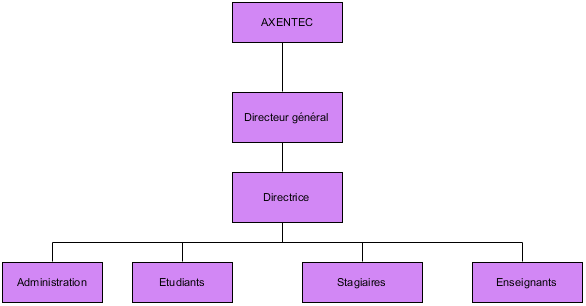 AXENTEC
Directeur général
Directrice
Administration
Etudiants
Stagiaires
Enseignants